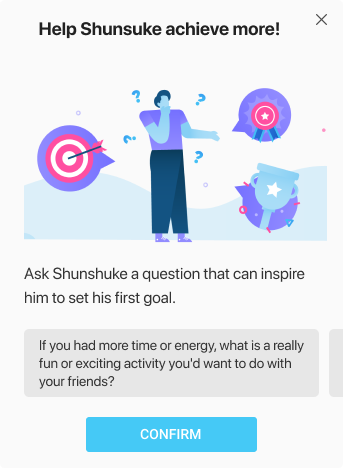 Help Shunsuke achieve more!
Ask Shunshuke a question that can inspire
him to set his first goal.
If you had more time or energy, what is a really
fun or exciting activity you'd want to do with
your friends?
CONFIRM